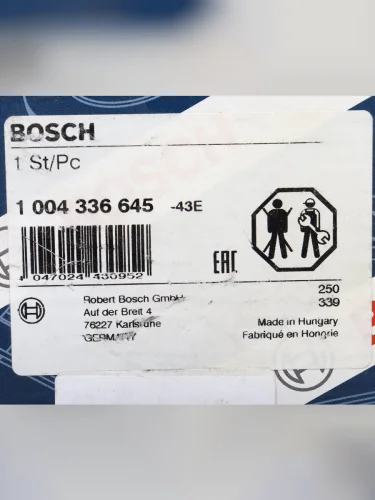 BOSCH
1 St/Pc
1 004 336 645 -43E
4 047024 430952
EAC
Robert Bosch GmbH
Auf der Breit 4
76227 Karlsruhe
GERMANY
250
339
Made in Hungary
Fabriqué en Hongrie